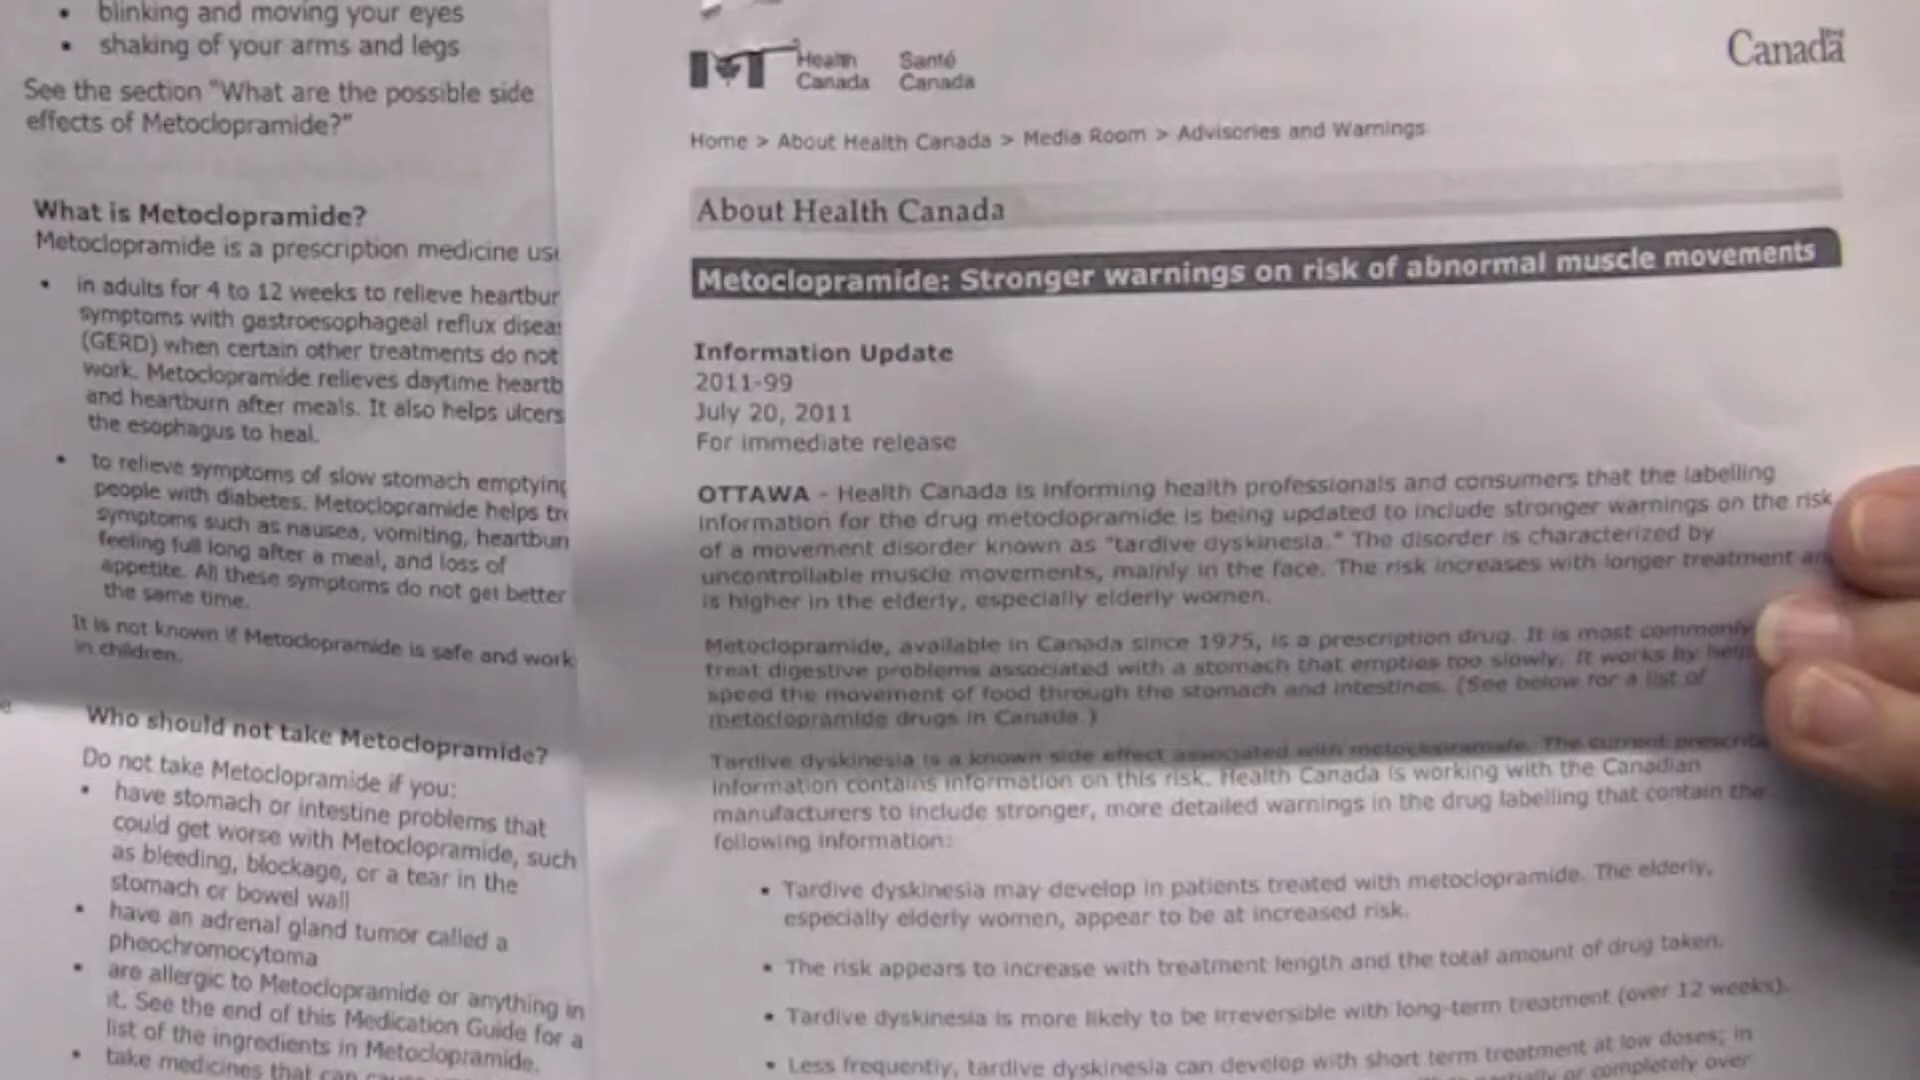 • blinking and moving your eyes
• shaking of your arms and legs
See the section "What are the possible side
effects of Metoclopramide?"
What is Metoclopramide?
Metoclopramide is a prescription medicine
• in adults for 4 to 12 weeks to relieve
symptoms with gastroesophageal reflux
(GERD) when certain other treatments do not
work. Metoclopramide relieves daytime
and heartburn after meals. It also helps ulcers
the esophagus to heal.
• to relieve symptoms of slow stomach emptying
people with diabetes. Metoclopramide helps
symptoms such as nausea, vomiting,
feeling full long after a meal, and loss of
appetite. All these symptoms do not get better
the same time.
It is not known if Metoclopramide is safe and work
in children.
Who should not take Metoclopramide?
Do not take Metoclopramide if you:
• have stomach or intestine problems that
could get worse with Metoclopramide, such
as bleeding, blockage, or a tear in the
stomach or bowel wall
• have an adrenal gland tumor called a
pheochromocytoma
• are allergic to Metoclopramide or anything in
it. See the end of this Medication Guide for a
list of the ingredients in Metoclopramide.
• take medicines that can
Health Canada
Santé Canada
Canada
Home > About Health Canada > Media Room > Advisories and Warnings
About Health Canada
Metoclopramide: Stronger warnings on risk of abnormal muscle movements
Information Update
2011-99
July 20, 2011
For immediate release
OTTAWA - Health Canada is informing health professionals and consumers that the labelling
information for the drug metoclopramide is being updated to include stronger warnings on the risk
of a movement disorder known as "tardive dyskinesia." The disorder is characterized by
uncontrollable muscle movements, mainly in the face. The risk increases with longer treatment
is higher in the elderly, especially elderly women.
Metoclopramide, available in Canada since 1975, is a prescription drug. It is most commonly
treat digestive problems associated with a stomach that empties too slowly. It works by
speed the movement of food through the stomach and intestines. (See below for a list of
metoclopramide drugs in Canada.)
Tardive dyskinesia is a known side effect associated with metoclopramide. The current
information contains information on this risk. Health Canada is working with the Canadian
manufacturers to include stronger, more detailed warnings in the drug labelling that contain the
following information:
• Tardive dyskinesia may develop in patients treated with metoclopramide. The elderly,
especially elderly women, appear to be at increased risk.
• The risk appears to increase with treatment length and the total amount of drug taken.
• Tardive dyskinesia is more likely to be irreversible with long-term treatment (over 12 weeks).
• Less frequently, tardive dyskinesia can develop with short term treatment at low doses; in
partially or completely over